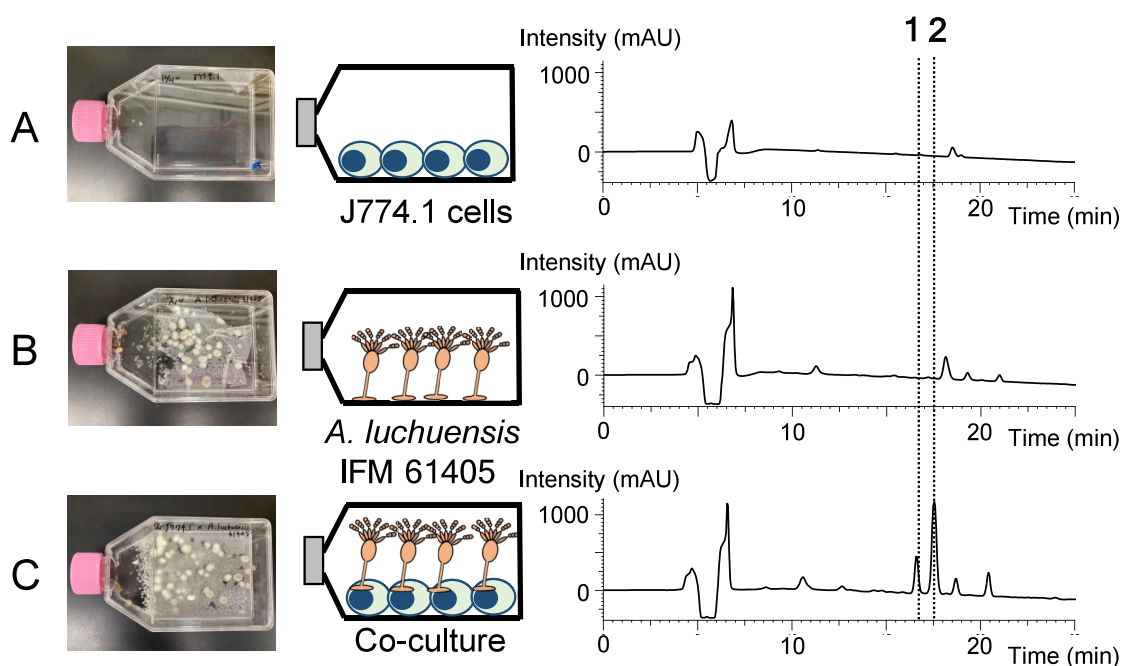 1 2
A
J774.1 cells
Intensity (mAU)
1000
0
0
10
20
Time (min)
B
A. luchuensis
IFM 61405
Intensity (mAU)
1000
0
0
10
20
Time (min)
C
Co-culture
Intensity (mAU)
1000
0
0
10
20
Time (min)